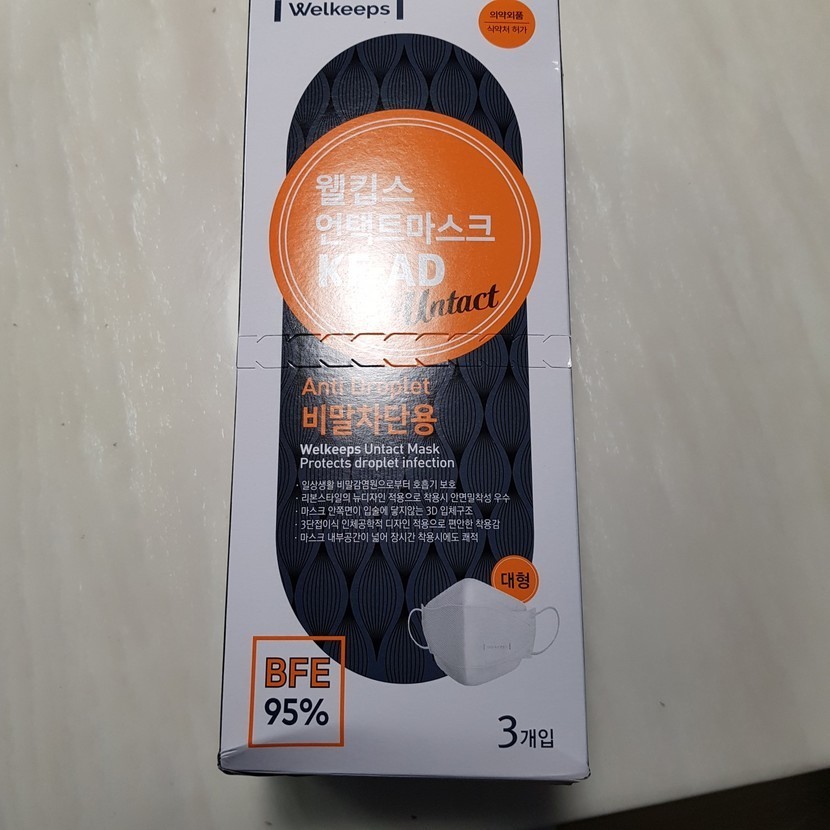 Welkeeps
의약외품
식약처 허가
웰킵스
언택트마스크
KF-AD
Untact
Anti Droplet
비말차단용
Welkeeps Untact Mask
Protects droplet infection
· 일상생활 비말감염원으로부터 호흡기 보호
· 리본스타일의 뉴디자인 적용으로 착용시 안면밀착성 우수
· 마스크 안쪽면이 입술에 닿지않는 3D 입체구조
· 3단접이식 인체공학적 디자인 적용으로 편안한 착용감
· 마스크 내부공간이 넓어 장시간 착용시에도 쾌적
대형
BFE
95%
3개입